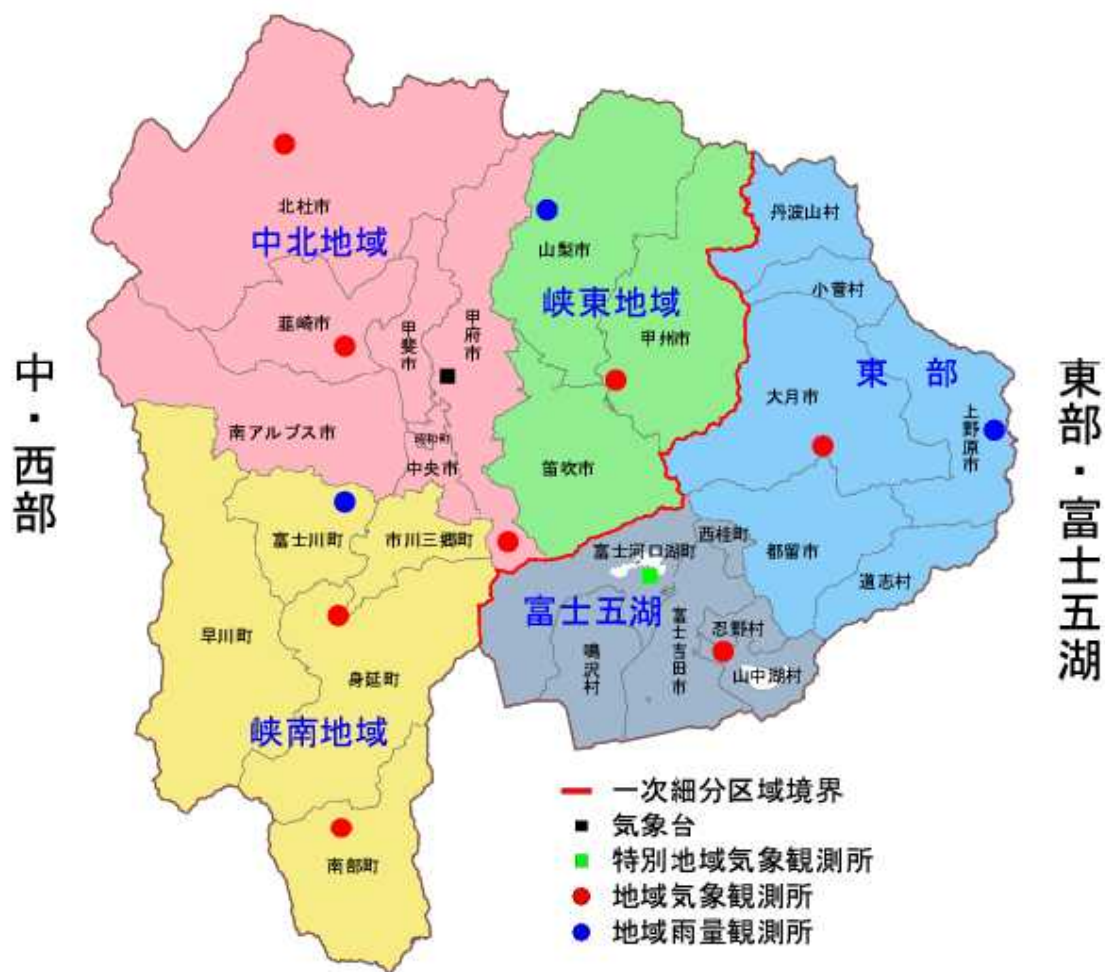 北杜市
中北地域
韮崎市
甲斐市
甲府市
南アルプス市
昭和町
中央市
山梨市
峡東地域
甲州市
笛吹市
丹波山村
小菅村
東 部
大月市
上野原市
都留市
道志村
西桂町
富士河口湖町
富士五湖
鳴沢村
富士吉田市
忍野村
山中湖村
富士川町
市川三郷町
早川町
身延町
峡南地域
南部町
中・西部
東部・富士五湖
一次細分区域境界
気象台
特別地域気象観測所
地域気象観測所
地域雨量観測所